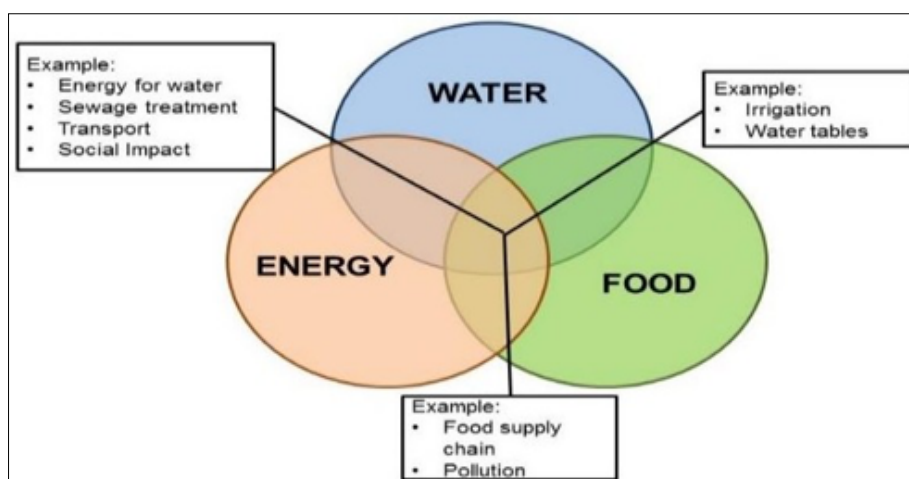 Example:
• Energy for water
• Sewage treatment
• Transport
• Social Impact
WATER
Example:
• Irrigation
• Water tables
ENERGY
FOOD
Example:
• Food supply
chain
• Pollution